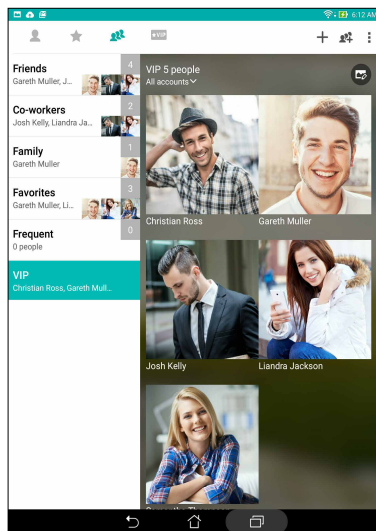 6:12 AM
VIP
Friends
4
Gareth Muller, J...
Co-workers
2
Josh Kelly, Liandra Ja...
Family
1
Gareth Muller
Favorites
3
Gareth Muller, Li...
Frequent
0
0 people
VIP
Christian Ross, Gareth Mull...
VIP 5 people
All accounts
Christian Ross
Gareth Muller
Josh Kelly
Liandra Jackson